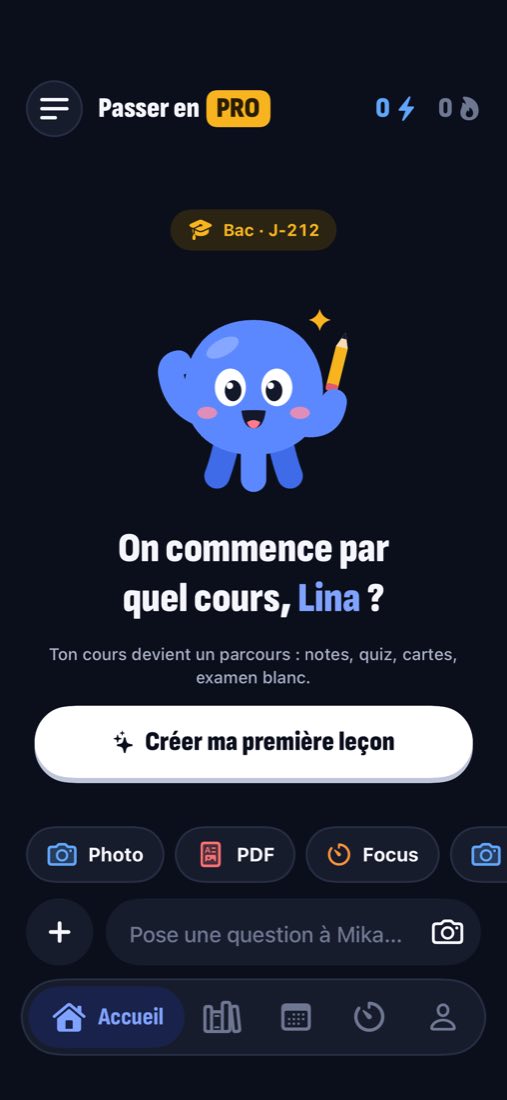 Passer en PRO
0 0
Bac · J-212
On commence par
quel cours, Lina ?
Ton cours devient un parcours : notes, quiz, cartes,
examen blanc.
Créer ma première leçon
Photo PDF Focus
Pose une question à Mika...
Accueil